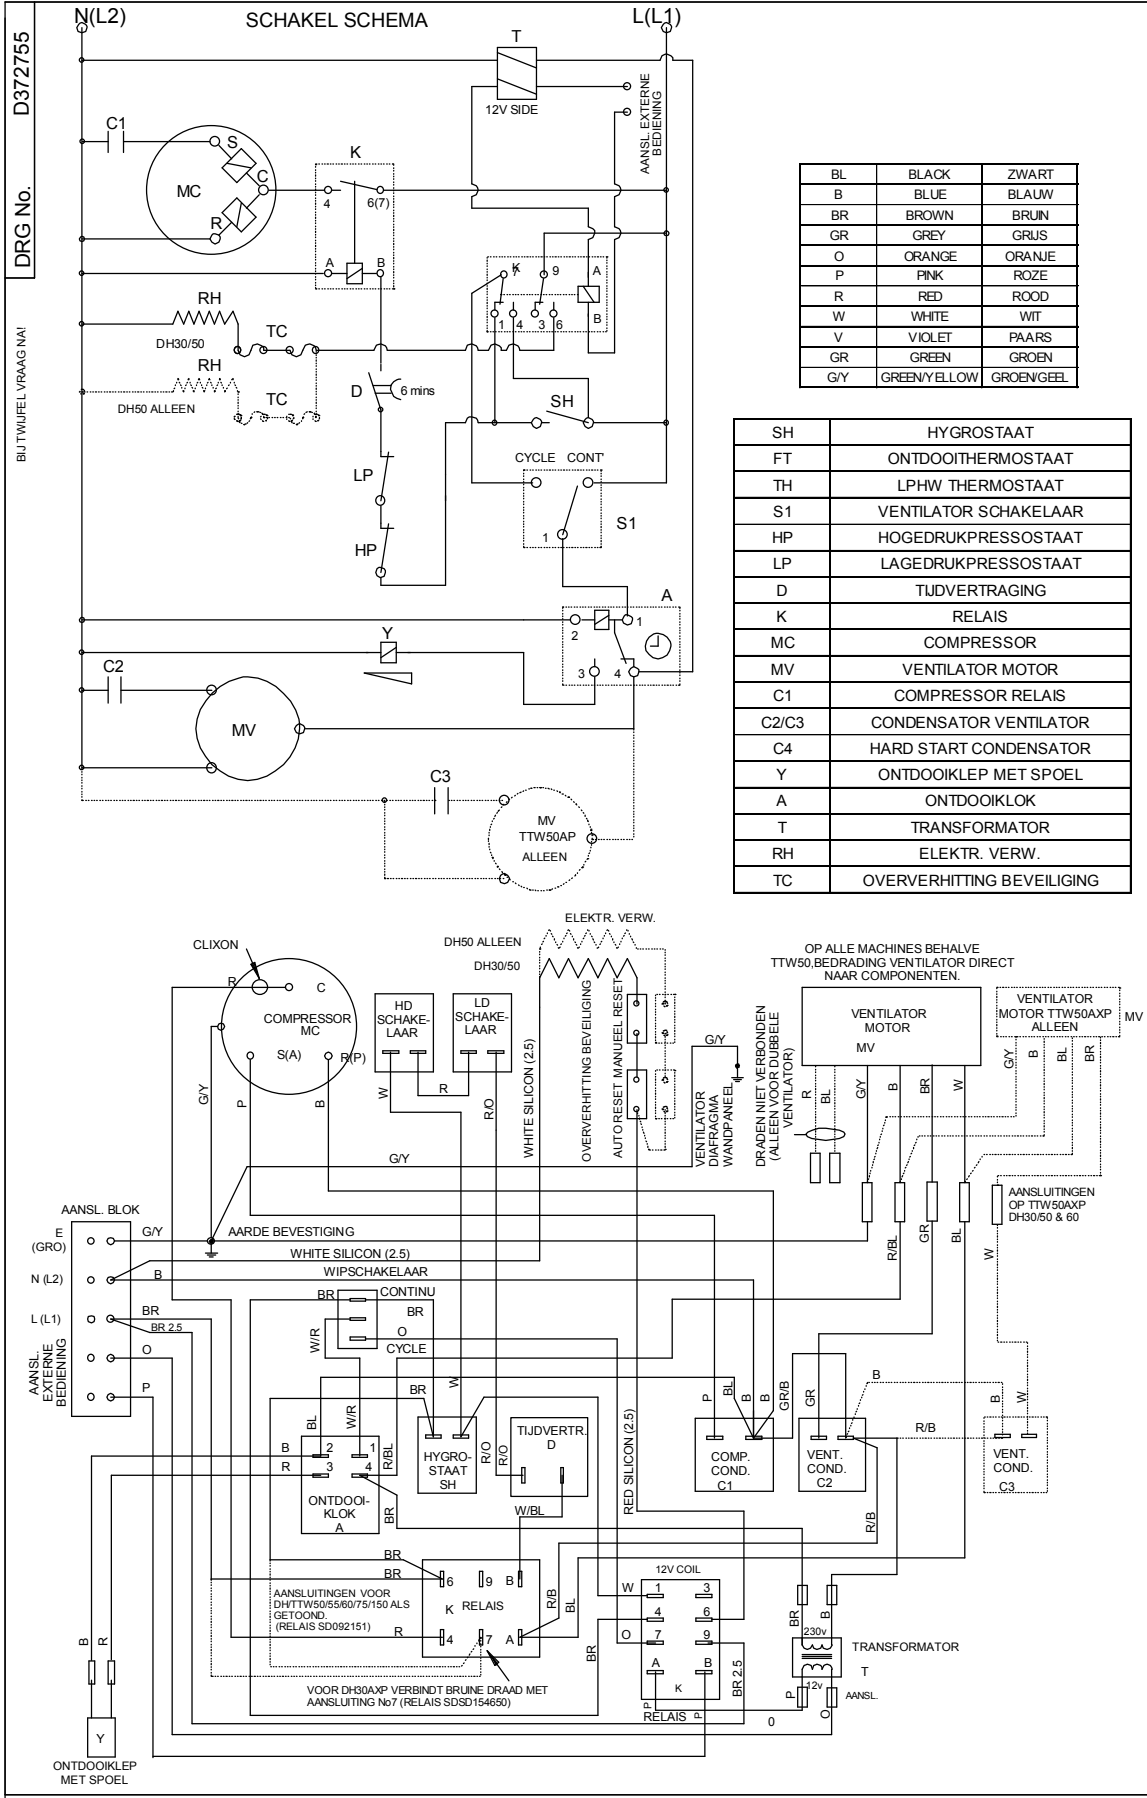 N(L2)
SCHAKEL SCHEMA
L(L1)
DRG No. D372755
BIJ TWIJFEL VRAAG NA!
T
12V SIDE
AANSL. EXTERNE
BEDIENING
C1
MC
S
C
R
K
4
6(7)
A
B
K
7
9
A
1
4
3
6
B
RH
DH30/50
TC
RH
DH50 ALLEEN
TC
D
6 mins
SH
LP
HP
CYCLE
CONT'
1
S1
A
2
1
3
4
Y
C2
MV
C3
MV
TTW50AP
ALLEEN
BL BLACK ZWART
B BLUE BLAUW
BR BROWN BRUIN
GR GREY GRIJS
O ORANGE ORANJE
P PINK ROZE
R RED ROOD
W WHITE WIT
V VIOLET PAARS
GR GREEN GROEN
G/Y GREEN/YELLOW GROEN/GEEL
SH HYGROSTAAT
FT ONTDOOITHERMOSTAAT
TH LPHW THERMOSTAAT
S1 VENTILATOR SCHAKELAAR
HP HOGEDRUKPRESSOSTAAT
LP LAGEDRUKPRESSOSTAAT
D TIJDVERTRAGING
K RELAIS
MC COMPRESSOR
MV VENTILATOR MOTOR
C1 COMPRESSOR RELAIS
C2/C3 CONDENSATOR VENTILATOR
C4 HARD START CONDENSATOR
Y ONTDOOIKLEP MET SPOEL
A ONTDOOIKLOK
T TRANSFORMATOR
RH ELEKTR. VERW.
TC OVERVERHITTING BEVEILIGING
CLIXON
R
C
COMPRESSOR
MC
S(A)
R(P)
G/Y
P
B
HD
SCHAKE-
LAAR
LD
SCHAKE-
LAAR
W
R
R/O
ELEKTR. VERW.
DH50 ALLEEN
DH30/50
WHITE SILICON (2.5)
OVERVERHITTING BEVEILIGING
AUTO RESET MANUEEL RESET
G/Y
VENTILATOR
DIAFRAGMA
WANDPANEEL
OP ALLE MACHINES BEHALVE
TTW50,BEDRADING VENTILATOR DIRECT
NAAR COMPONENTEN.
VENTILATOR
MOTOR
MV
VENTILATOR
MOTOR TTW50AXP
ALLEEN
MV
DRADEN NIET VERBONDEN
(ALLEEN VOOR DUBBELE
VENTILATOR)
R
BL
G/Y
B
BR
W
G/Y
B
BL
BR
AANSLUITINGEN
OP TTW50AXP
DH30/50 & 60
R/BL
GR
BL
W
G/Y
AANSL. BLOK
E
(GRO)
N (L2)
L (L1)
AANSL.
EXTERNE
BEDIENING
G/Y
AARDE BEVESTIGING
WHITE SILICON (2.5)
B
WIPSCHAKELAAR
BR
BR 2.5
O
P
BR
CONTINU
BR
O
CYCLE
W/R
BR
W
BL
W/R
R/BL
B
R
2
1
3
4
ONTDOOI-
KLOK
A
BR
HYGRO-
STAAT
SH
R/O
R/O
TIJDVERTR.
D
W/BL
RED SILICON (2.5)
P
BL
B
B
GR/B
GR
B
R/B
B
W
COMP.
COND.
C1
VENT.
COND.
C2
VENT.
COND.
C3
R/B
BR
BR
6
9
B
K RELAIS
4
7
A
R
R/B
BL
AANSLUITINGEN VOOR
DH/TTW50/55/60/75/150 ALS
GETOOND.
(RELAIS SD092151)
VOOR DH30AXP VERBINDT BRUINE DRAAD MET
AANSLUITING No7 (RELAIS SDSD154650)
12V COIL
W
1
3
4
6
O
7
9
A
B
K
RELAIS
BR
P
P
BR 2.5
0
BR
B
230v
12v
TRANSFORMATOR
T
P
O
AANSL.
B
R
Y
ONTDOOIKLEP
MET SPOEL